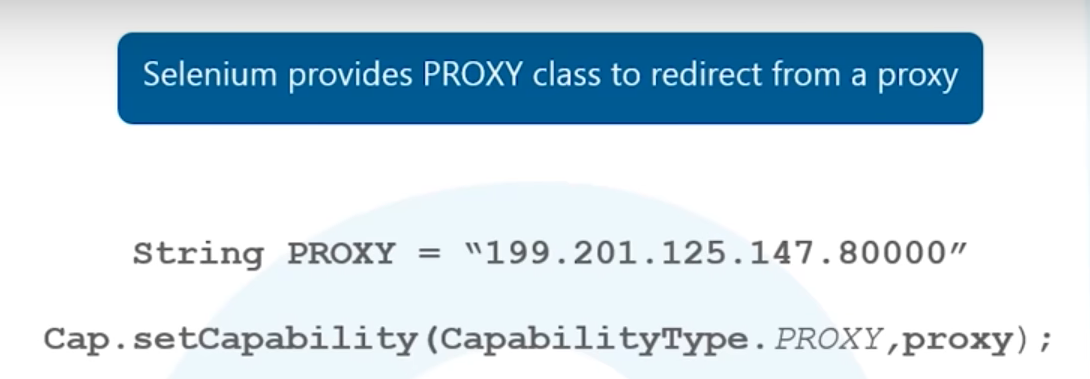 Selenium provides PROXY class to redirect from a proxy
String PROXY = “199.201.125.147.80000”
Cap.setCapability(CapabilityType.PROXY,proxy);